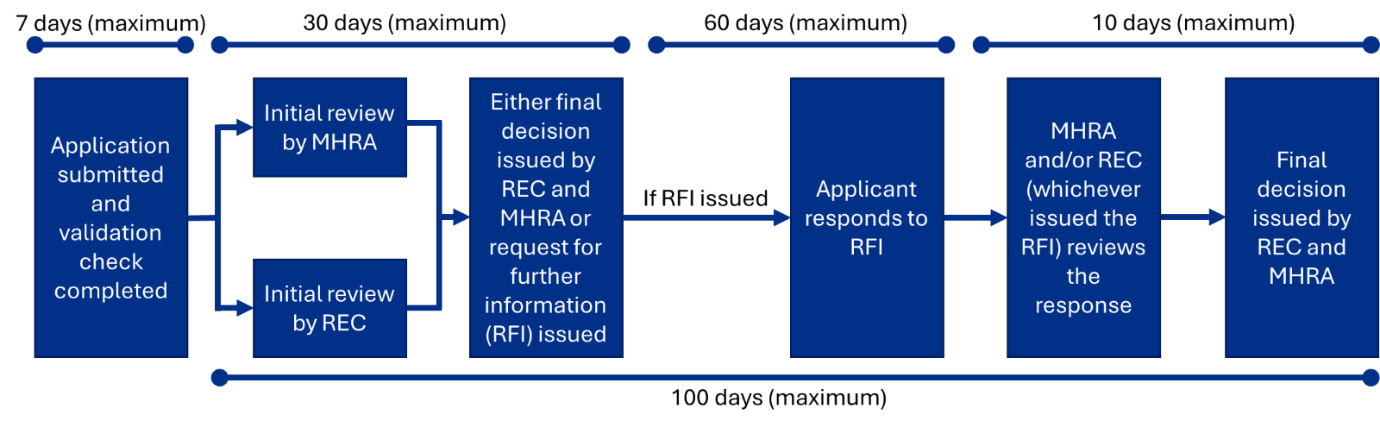 7 days (maximum)
30 days (maximum)
60 days (maximum)
10 days (maximum)
Application
submitted
and
validation
check
completed
Initial review
by MHRA
Initial review
by REC
Either final
decision
issued by
REC and
MHRA or
request for
further
information
(RFI) issued
If RFI issued
Applicant
responds to
RFI
MHRA
and/or REC
(whichever
issued the
RFI) reviews
the
response
Final
decision
issued by
REC and
MHRA
100 days (maximum)